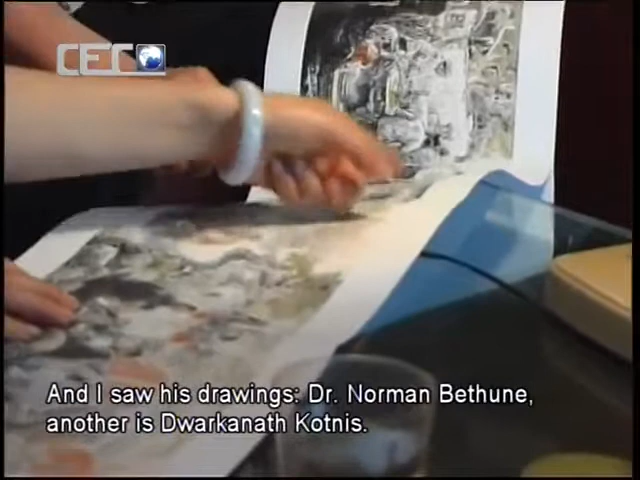 CEC
And I saw his drawings: Dr. Norman Bethune,
another is Dwarkanath Kotnis.